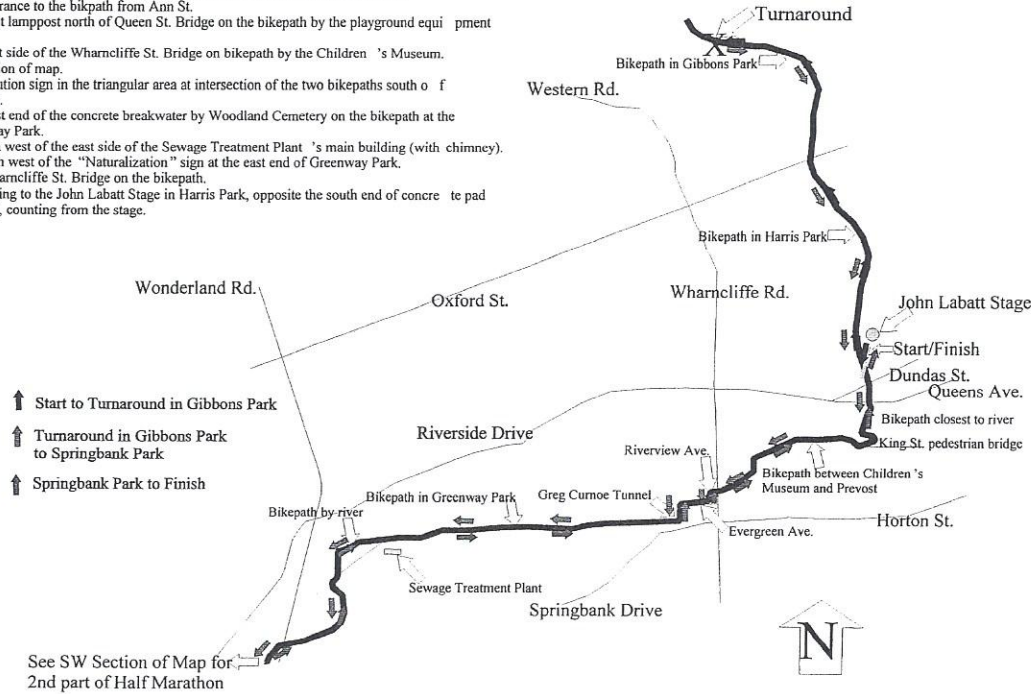 rance to the bikpath from Ann St.
t lamppost north of Queen St. Bridge on the bikepath by the playground equi pment
t side of the Wharncliffe St. Bridge on bikepath by the Children 's Museum.
on of map.
ution sign in the triangular area at intersection of the two bikepaths south o f
.
st end of the concrete breakwater by Woodland Cemetery on the bikepath at the
ay Park.
west of the east side of the Sewage Treatment Plant 's main building (with chimney).
n west of the "Naturalization" sign at the east end of Greenway Park.
arncliffe St. Bridge on the bikepath.
ing to the John Labatt Stage in Harris Park, opposite the south end of concre te pad
, counting from the stage.
Turnaround
X
Bikepath in Gibbons Park
Western Rd.
Bikepath in Harris Park
Wonderland Rd.
Oxford St.
Wharncliffe Rd.
John Labatt Stage
Start/Finish
Dundas St.
Queens Ave.
Start to Turnaround in Gibbons Park
Turnaround in Gibbons Park
to Springbank Park
Springbank Park to Finish
Riverside Drive
Bikepath closest to river
King St. pedestrian bridge
Riverview Ave.
Bikepath between Children 's
Museum and Prevost
Bikepath in Greenway Park
Greg Curnoe Tunnel
Bikepath by river
Horton St.
Evergreen Ave.
Sewage Treatment Plant
Springbank Drive
N
See SW Section of Map for
2nd part of Half Marathon